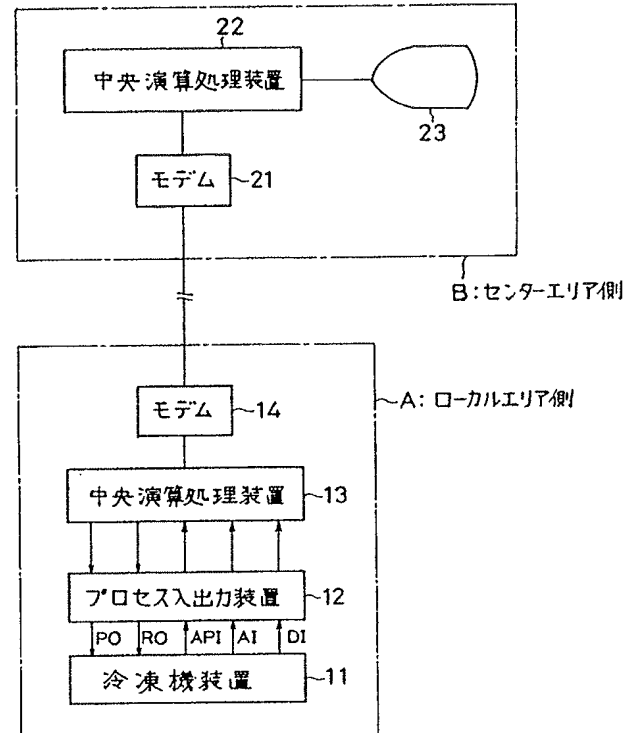 22
中央演算処理装置
23
モデム 21
B:センターエリア側
モデム 14
A:ローカルエリア側
中央演算処理装置 13
プロセス入出力装置 12
PO RO API AI DI
冷凍機装置 11